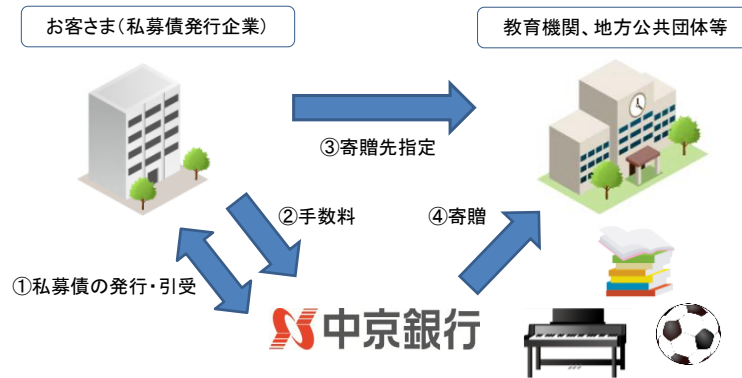 お客さま（私募債発行企業）
教育機関、地方公共団体等
③寄贈先指定
②手数料
④寄贈
①私募債の発行・引受
中京銀行